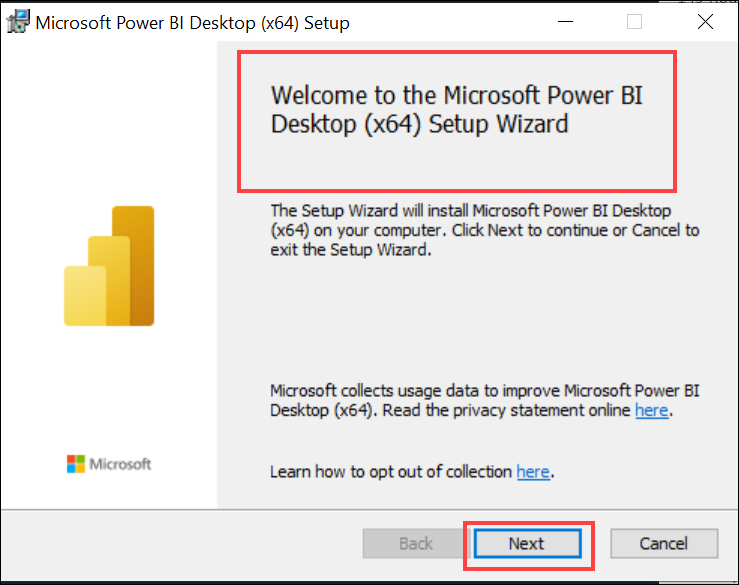 Microsoft Power BI Desktop (x64) Setup
Welcome to the Microsoft Power BI
Desktop (x64) Setup Wizard
The Setup Wizard will install Microsoft Power BI Desktop
(x64) on your computer. Click Next to continue or Cancel to
exit the Setup Wizard.
Microsoft collects usage data to improve Microsoft Power BI
Desktop (x64). Read the privacy statement online here.
Microsoft
Learn how to opt out of collection here.
Back
Next
Cancel